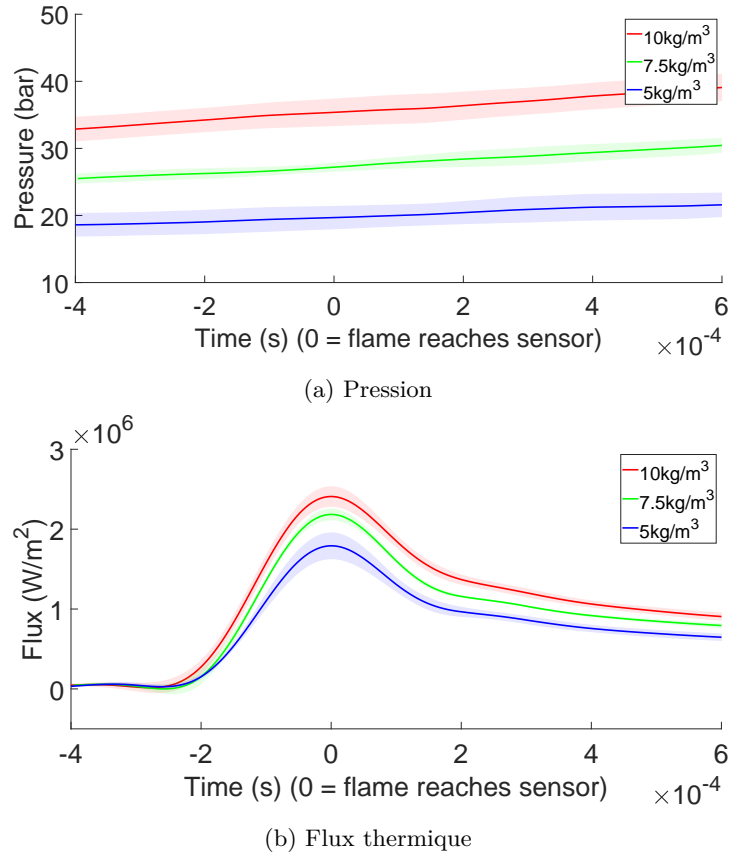 50
40
30
20
10
Pressure (bar)
10kg/m³
7.5kg/m³
5kg/m³
-4 -2 0 2 4 6
Time (s) (0 = flame reaches sensor)
×10⁻⁴
(a) Pression
×10⁶
3
2
1
0
Flux (W/m²)
10kg/m³
7.5kg/m³
5kg/m³
-4 -2 0 2 4 6
Time (s) (0 = flame reaches sensor)
×10⁻⁴
(b) Flux thermique